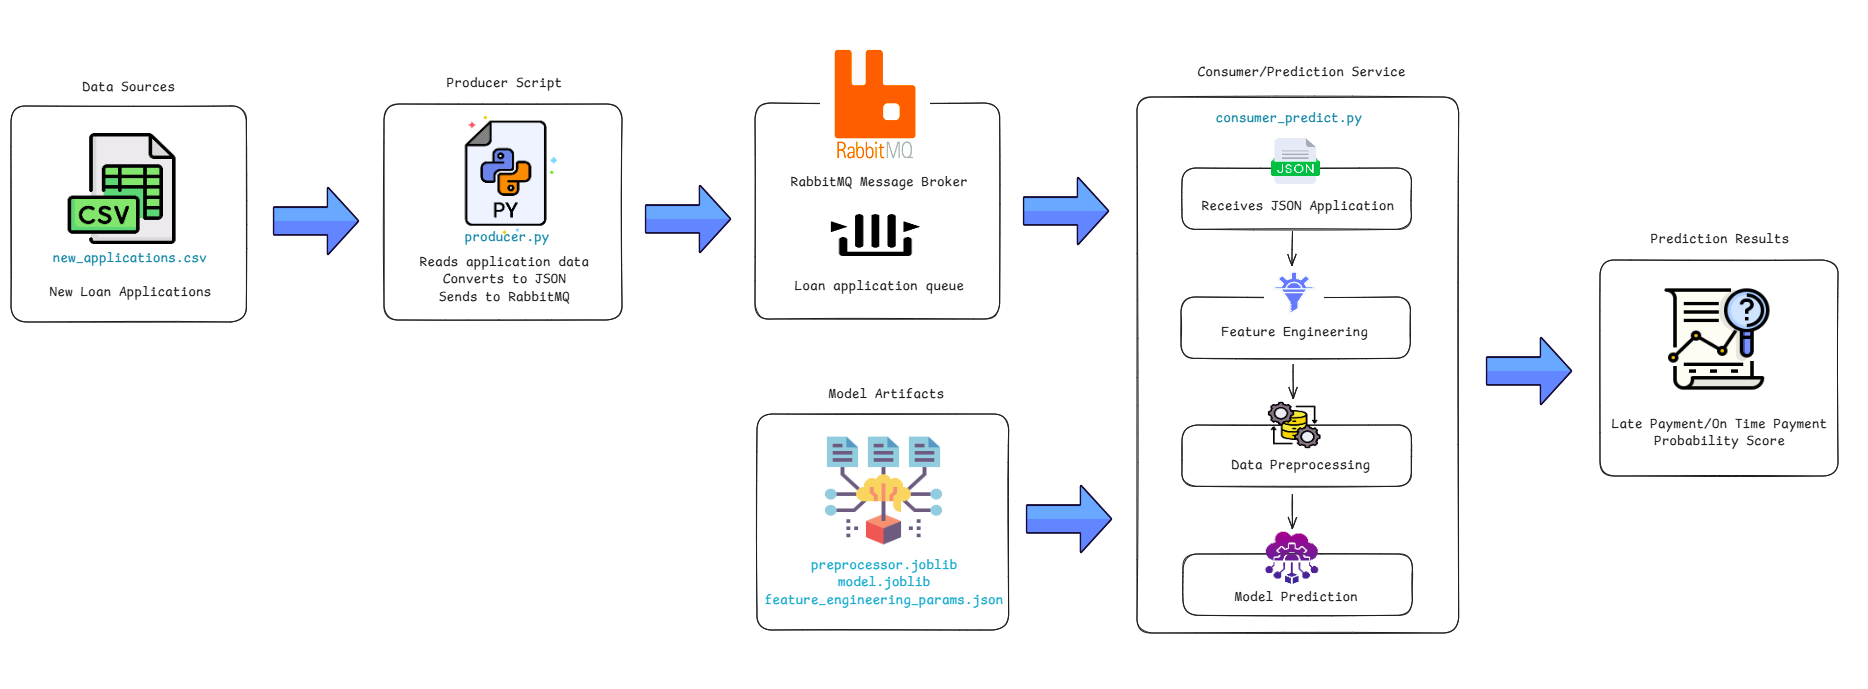 Data Sources
CSV
new_applications.csv
New Loan Applications
Producer Script
PY
producer.py
Reads application data
Converts to JSON
Sends to RabbitMQ
RabbitMQ
RabbitMQ Message Broker
Loan application queue
Model Artifacts
preprocessor.joblib
model.joblib
feature_engineering_params.json
Consumer/Prediction Service
consumer_predict.py
JSON
Receives JSON Application
Feature Engineering
Data Preprocessing
Model Prediction
Prediction Results
?
Late Payment/On Time Payment
Probability Score